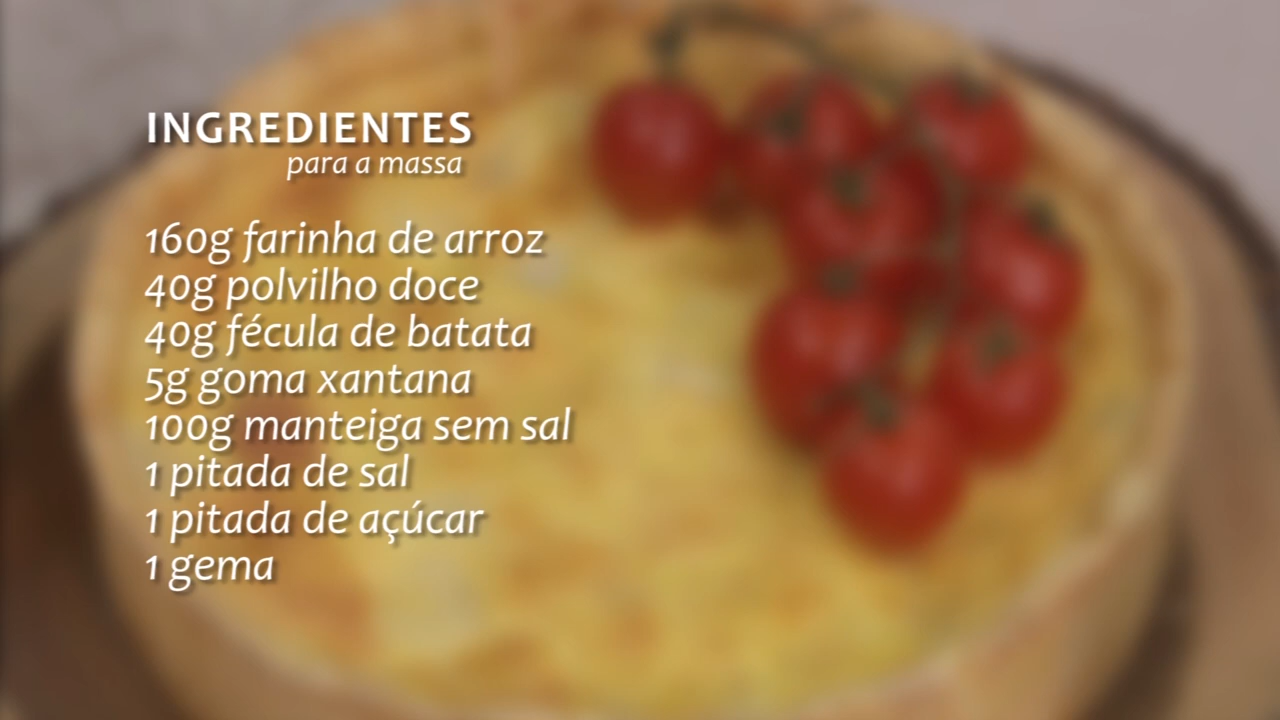 INGREDIENTES
para a massa
160g farinha de arroz
40g polvilho doce
40g fécula de batata
5g goma xantana
100g manteiga sem sal
1 pitada de sal
1 pitada de açúcar
1 gema